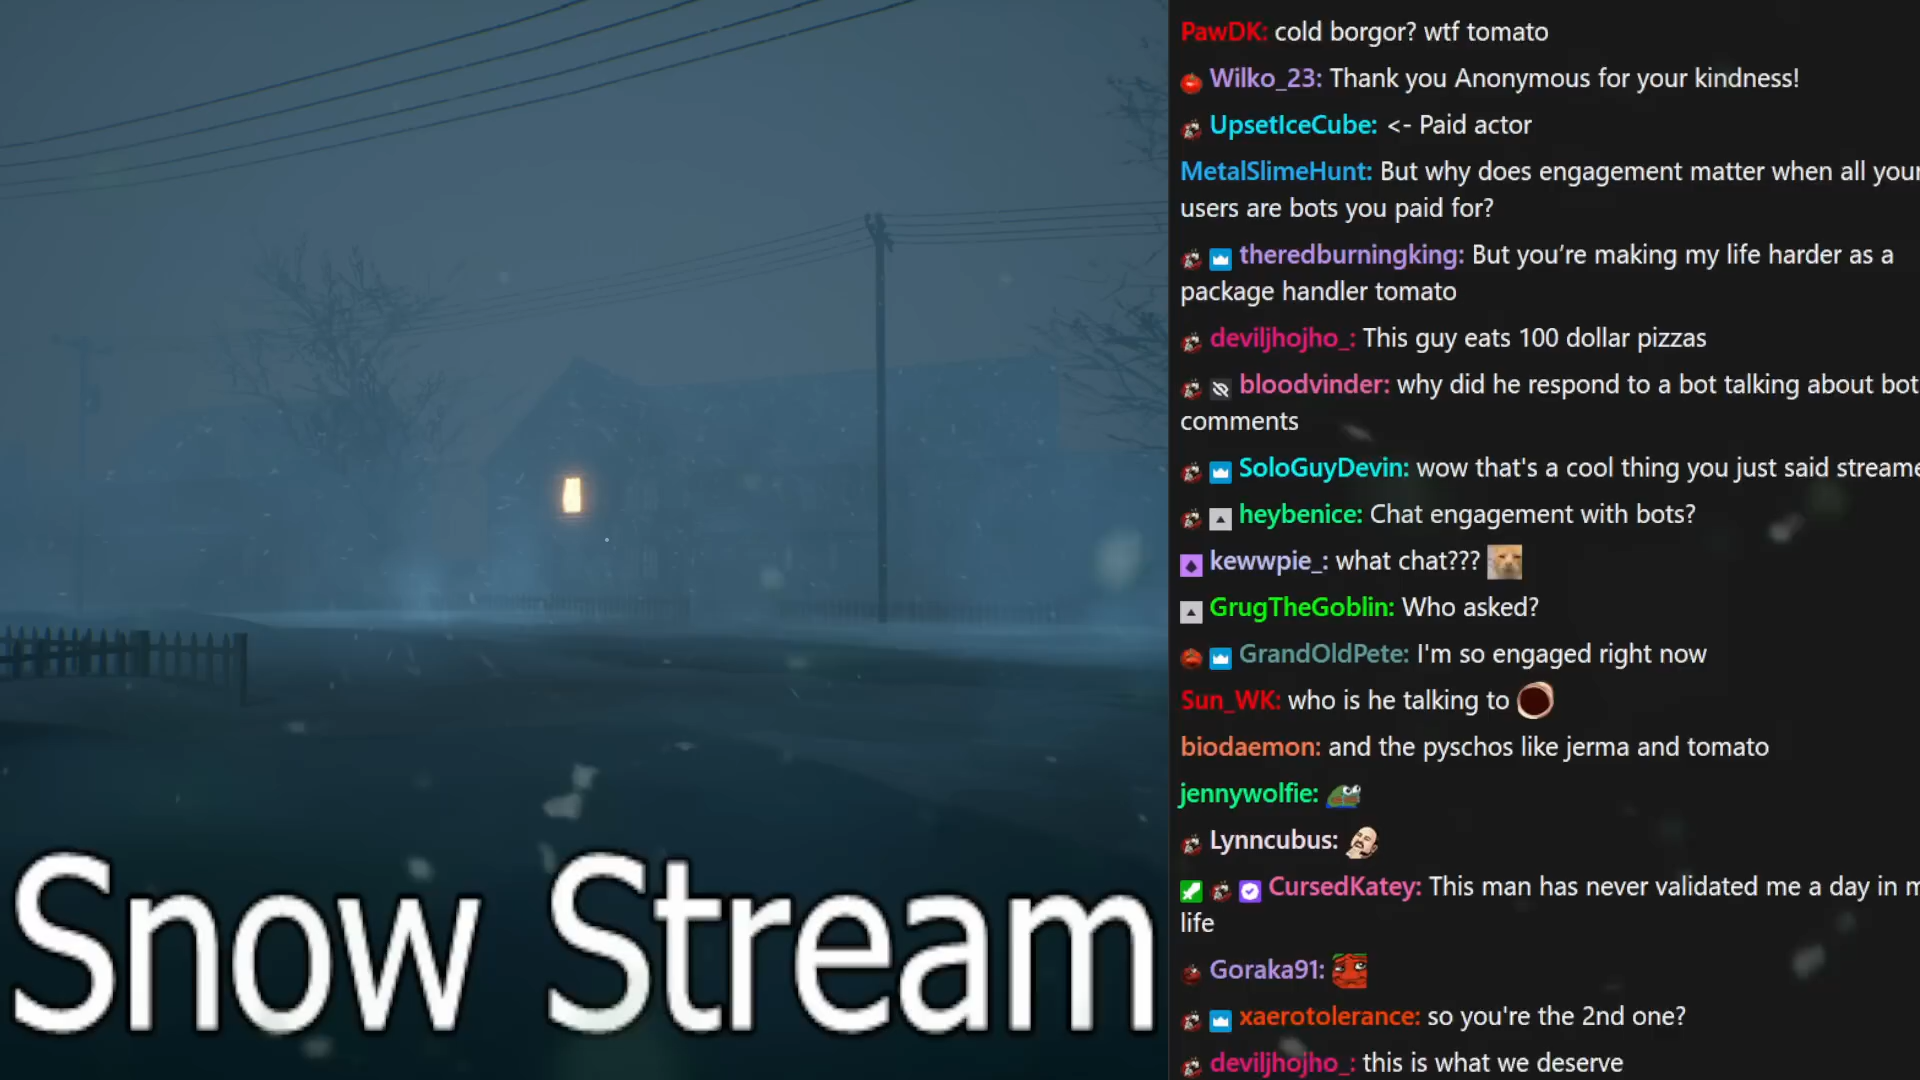 PawDK: cold borgor? wtf tomato
Wilko_23: Thank you Anonymous for your kindness!
UpsetIceCube: <- Paid actor
MetalSlimeHunt: But why does engagement matter when all your
users are bots you paid for?
theredburningking: But you’re making my life harder as a
package handler tomato
deviljhojho_: This guy eats 100 dollar pizzas
bloodvinder: why did he respond to a bot talking about bot
comments
SoloGuyDevin: wow that's a cool thing you just said streame
heybenice: Chat engagement with bots?
kewwpie_: what chat???
GrugTheGoblin: Who asked?
GrandOldPete: I'm so engaged right now
Sun_WK: who is he talking to
biodaemon: and the pyschos like jerma and tomato
jennywolfie:
Lynncubus:
CursedKatey: This man has never validated me a day in m
life
Goraka91:
xaerotolerance: so you're the 2nd one?
deviljhojho_: this is what we deserve
Snow Stream